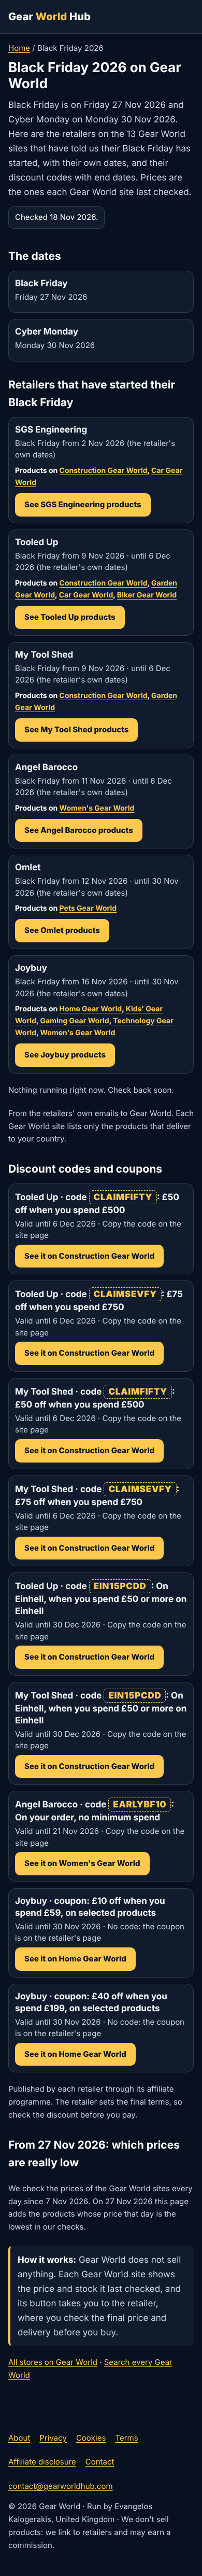 Gear World Hub
Home / Black Friday 2026
Black Friday 2026 on Gear
World
Black Friday is on Friday 27 Nov 2026 and
Cyber Monday on Monday 30 Nov 2026.
Here are the retailers on the 13 Gear World
sites that have told us their Black Friday has
started, with their own dates, and their
discount codes with end dates. Prices are
the ones each Gear World site last checked.
Checked 18 Nov 2026.
The dates
Black Friday
Friday 27 Nov 2026
Cyber Monday
Monday 30 Nov 2026
Retailers that have started their
Black Friday
SGS Engineering
Black Friday from 2 Nov 2026 (the retailer's
own dates)
Products on Construction Gear World, Car Gear
World
See SGS Engineering products
Tooled Up
Black Friday from 9 Nov 2026 · until 6 Dec
2026 (the retailer's own dates)
Products on Construction Gear World, Garden
Gear World, Car Gear World, Biker Gear World
See Tooled Up products
My Tool Shed
Black Friday from 9 Nov 2026 · until 6 Dec
2026 (the retailer's own dates)
Products on Construction Gear World, Garden
Gear World
See My Tool Shed products
Angel Barocco
Black Friday from 11 Nov 2026 · until 6 Dec
2026 (the retailer's own dates)
Products on Women's Gear World
See Angel Barocco products
Omlet
Black Friday from 12 Nov 2026 · until 30 Nov
2026 (the retailer's own dates)
Products on Pets Gear World
See Omlet products
Joybuy
Black Friday from 16 Nov 2026 · until 30 Nov
2026 (the retailer's own dates)
Products on Home Gear World, Kids' Gear
World, Gaming Gear World, Technology Gear
World, Women's Gear World
See Joybuy products
Nothing running right now. Check back soon.
From the retailers' own emails to Gear World. Each
Gear World site lists only the products that deliver
to your country.
Discount codes and coupons
Tooled Up · code CLAIMFIFTY: £50
off when you spend £500
Valid until 6 Dec 2026 · Copy the code on the
site page
See it on Construction Gear World
Tooled Up · code CLAIMSEVFY: £75
off when you spend £750
Valid until 6 Dec 2026 · Copy the code on the
site page
See it on Construction Gear World
My Tool Shed · code CLAIMFIFTY:
£50 off when you spend £500
Valid until 6 Dec 2026 · Copy the code on the
site page
See it on Construction Gear World
My Tool Shed · code CLAIMSEVFY:
£75 off when you spend £750
Valid until 6 Dec 2026 · Copy the code on the
site page
See it on Construction Gear World
Tooled Up · code EIN15PCDD: On
Einhell, when you spend £50 or more on
Einhell
Valid until 30 Dec 2026 · Copy the code on the
site page
See it on Construction Gear World
My Tool Shed · code EIN15PCDD: On
Einhell, when you spend £50 or more on
Einhell
Valid until 30 Dec 2026 · Copy the code on the
site page
See it on Construction Gear World
Angel Barocco · code EARLYBF10:
On your order, no minimum spend
Valid until 21 Nov 2026 · Copy the code on the
site page
See it on Women's Gear World
Joybuy · coupon: £10 off when you
spend £59, on selected products
Valid until 30 Nov 2026 · No code: the coupon
is on the retailer's page
See it on Home Gear World
Joybuy · coupon: £40 off when you
spend £199, on selected products
Valid until 30 Nov 2026 · No code: the coupon
is on the retailer's page
See it on Home Gear World
Published by each retailer through its affiliate
programme. The retailer sets the final terms, so
check the discount before you pay.
From 27 Nov 2026: which prices
are really low
We check the prices of the Gear World sites every
day since 7 Nov 2026. On 27 Nov 2026 this page
adds the products whose price that day is the
lowest in our checks.
How it works: Gear World does not sell
anything. Each Gear World site shows
the price and stock it last checked, and
its button takes you to the retailer,
where you check the final price and
delivery before you buy.
All stores on Gear World · Search every Gear
World
About Privacy Cookies Terms
Affiliate disclosure Contact
contact@gearworldhub.com
© 2026 Gear World · Run by Evangelos
Kalogerakis, United Kingdom · We don't sell
products: we link to retailers and may earn a
commission.